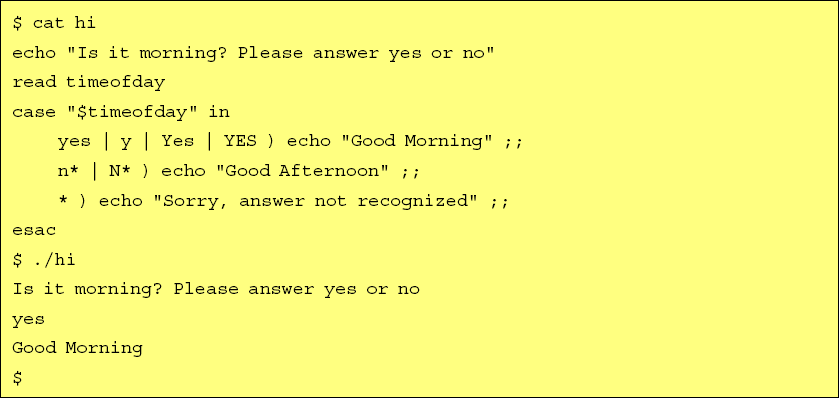 $ cat hi
echo "Is it morning? Please answer yes or no"
read timeofday
case "$timeofday" in
    yes | y | Yes | YES ) echo "Good Morning" ;;
    n* | N* ) echo "Good Afternoon" ;;
    * ) echo "Sorry, answer not recognized" ;;
esac
$ ./hi
Is it morning? Please answer yes or no
yes
Good Morning
$